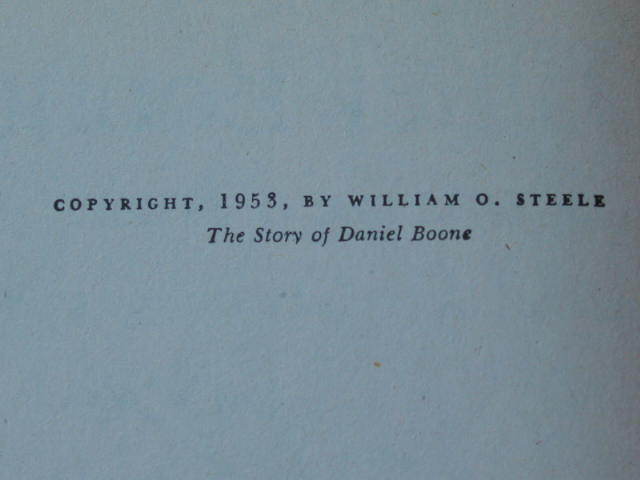 COPYRIGHT, 1953, BY WILLIAM O. STEELE
The Story of Daniel Boone